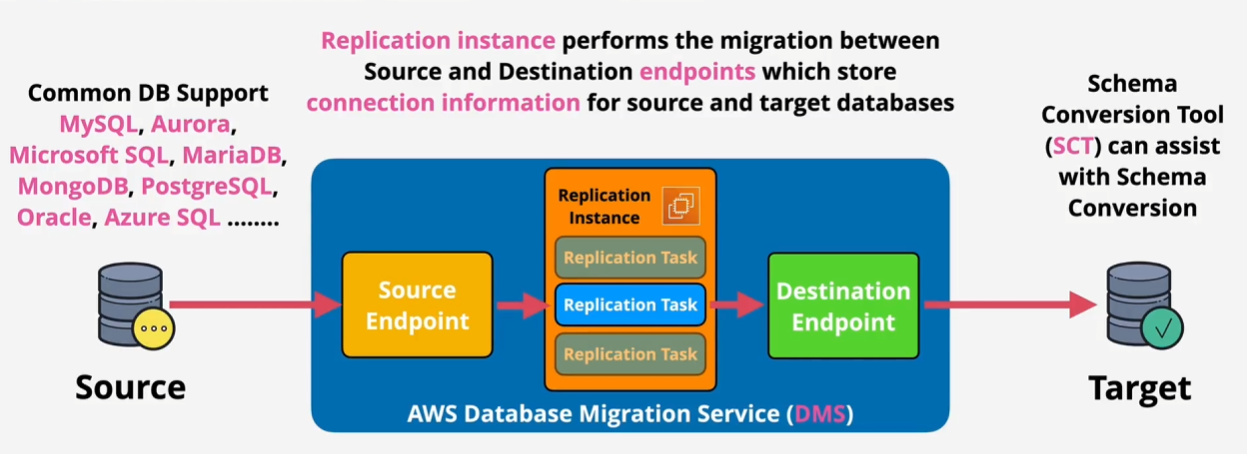 Replication instance performs the migration between
Source and Destination endpoints which store
connection information for source and target databases
Common DB Support
MySQL, Aurora,
Microsoft SQL, MariaDB,
MongoDB, PostgreSQL,
Oracle, Azure SQL ........
Schema
Conversion Tool
(SCT) can assist
with Schema
Conversion
Source
Source
Endpoint
Replication
Instance
Replication Task
Replication Task
Replication Task
Destination
Endpoint
Target
AWS Database Migration Service (DMS)